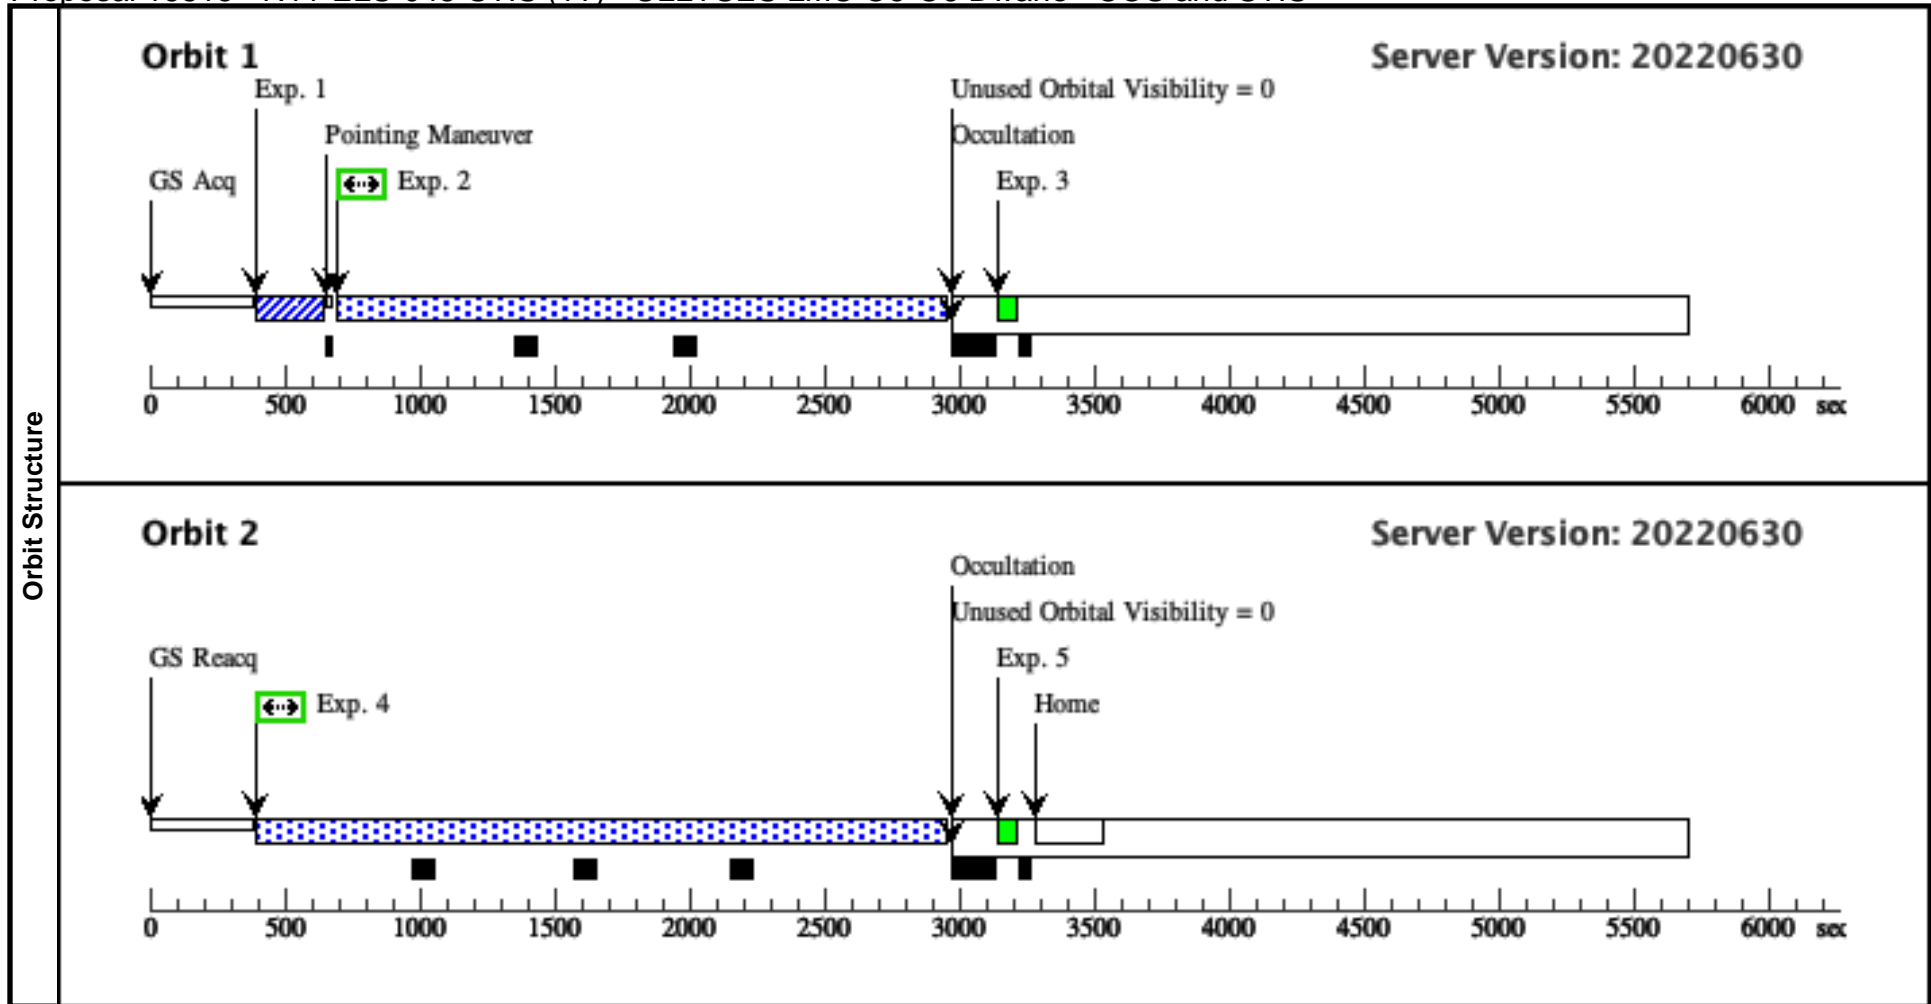 Orbit Structure
Orbit 1
Server Version: 20220630
Exp. 1
Unused Orbital Visibility = 0
Pointing Maneuver
Occultation
GS Acq
Exp. 2
Exp. 3
0 500 1000 1500 2000 2500 3000 3500 4000 4500 5000 5500 6000 sec
Orbit 2
Server Version: 20220630
Occultation
Unused Orbital Visibility = 0
GS Reacq
Exp. 5
Exp. 4
Home
0 500 1000 1500 2000 2500 3000 3500 4000 4500 5000 5500 6000 sec